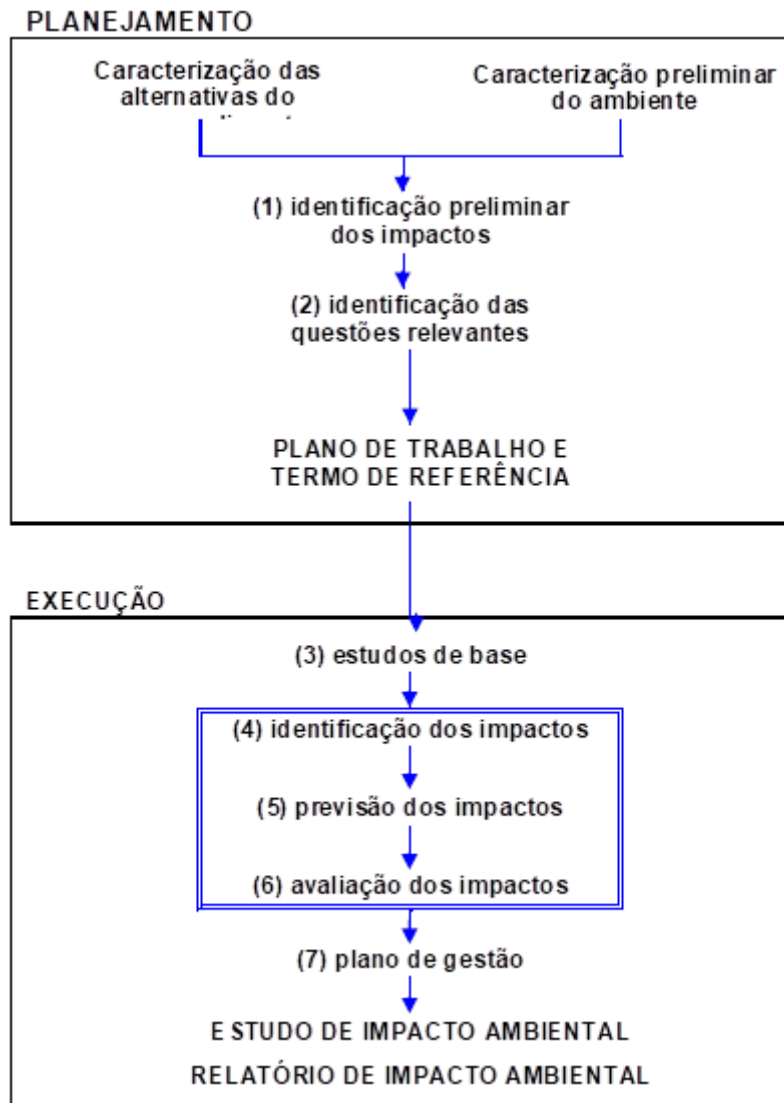 PLANEJAMENTO
Caracterização das
alternativas do
Caracterização preliminar
do ambiente
(1) identificação preliminar
dos impactos
(2) identificação das
questões relevantes
PLANO DE TRABALHO E
TERMO DE REFERÊNCIA
EXECUÇÃO
(3) estudos de base
(4) identificação dos impactos
(5) previsão dos impactos
(6) avaliação dos impactos
(7) plano de gestão
ESTUDO DE IMPACTO AMBIENTAL
RELATÓRIO DE IMPACTO AMBIENTAL